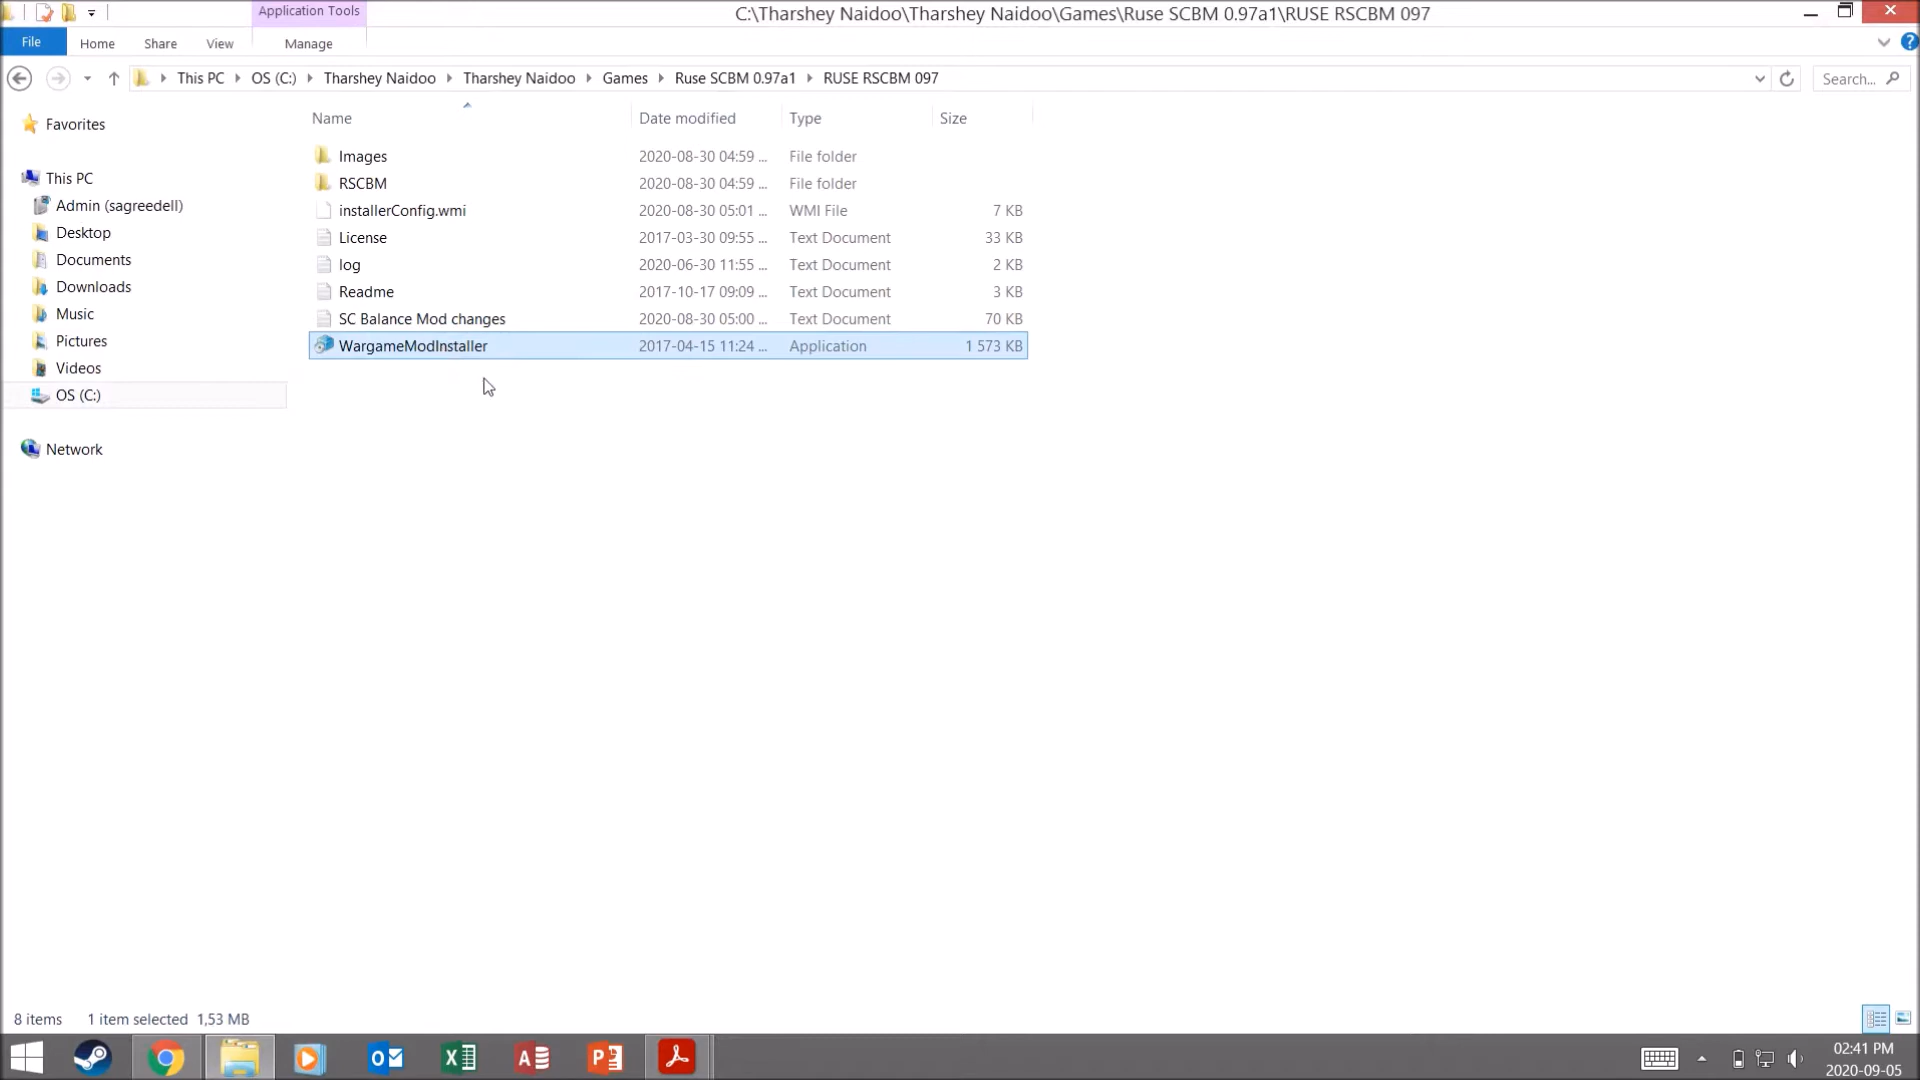 Application Tools
C:\Tharshey Naidoo\Tharshey Naidoo\Games\Ruse SCBM 0.97a1\RUSE RSCBM 097
File Home Share View Manage
This PC OS (C:) Tharshey Naidoo Tharshey Naidoo Games Ruse SCBM 0.97a1 RUSE RSCBM 097 Search...
Favorites
This PC
Admin (sagreedell)
Desktop
Documents
Downloads
Music
Pictures
Videos
OS (C:)
Network
Name Date modified Type Size
Images 2020-08-30 04:59 ... File folder
RSCBM 2020-08-30 04:59 ... File folder
installerConfig.wmi 2020-08-30 05:01 ... WMI File 7 KB
License 2017-03-30 09:55 ... Text Document 33 KB
log 2020-06-30 11:55 ... Text Document 2 KB
Readme 2017-10-17 09:09 ... Text Document 3 KB
SC Balance Mod changes 2020-08-30 05:00 ... Text Document 70 KB
WargameModInstaller 2017-04-15 11:24 ... Application 1 573 KB
8 items 1 item selected 1,53 MB
02:41 PM
2020-09-05